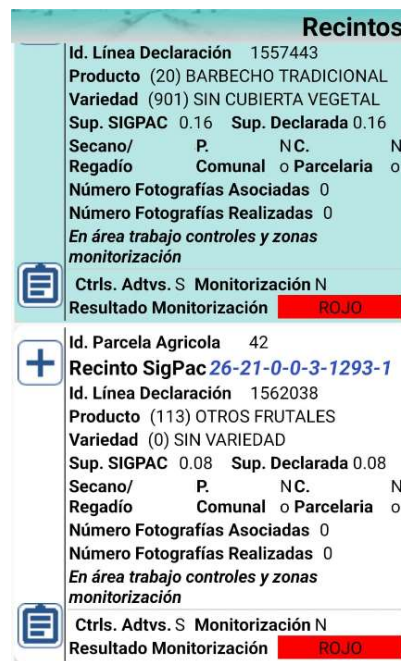 Recintos
Id. Línea Declaración 1557443
Producto (20) BARBECHO TRADICIONAL
Variedad (901) SIN CUBIERTA VEGETAL
Sup. SIGPAC 0.16 Sup. Declarada 0.16
Secano/ P. N C. N
Regadío Comunal o Parcelaria o
Número Fotografías Asociadas 0
Número Fotografías Realizadas 0
En área trabajo controles y zonas
monitorización
Ctrls. Advtvs. S Monitorización N
Resultado Monitorización ROJO
Id. Parcela Agricola 42
Recinto SigPac 26-21-0-0-3-1293-1
Id. Línea Declaración 1562038
Producto (113) OTROS FRUTALES
Variedad (0) SIN VARIEDAD
Sup. SIGPAC 0.08 Sup. Declarada 0.08
Secano/ P. N C. N
Regadío Comunal o Parcelaria o
Número Fotografías Asociadas 0
Número Fotografías Realizadas 0
En área trabajo controles y zonas
monitorización
Ctrls. Adtvs. S Monitorización N
Resultado Monitorización ROJO